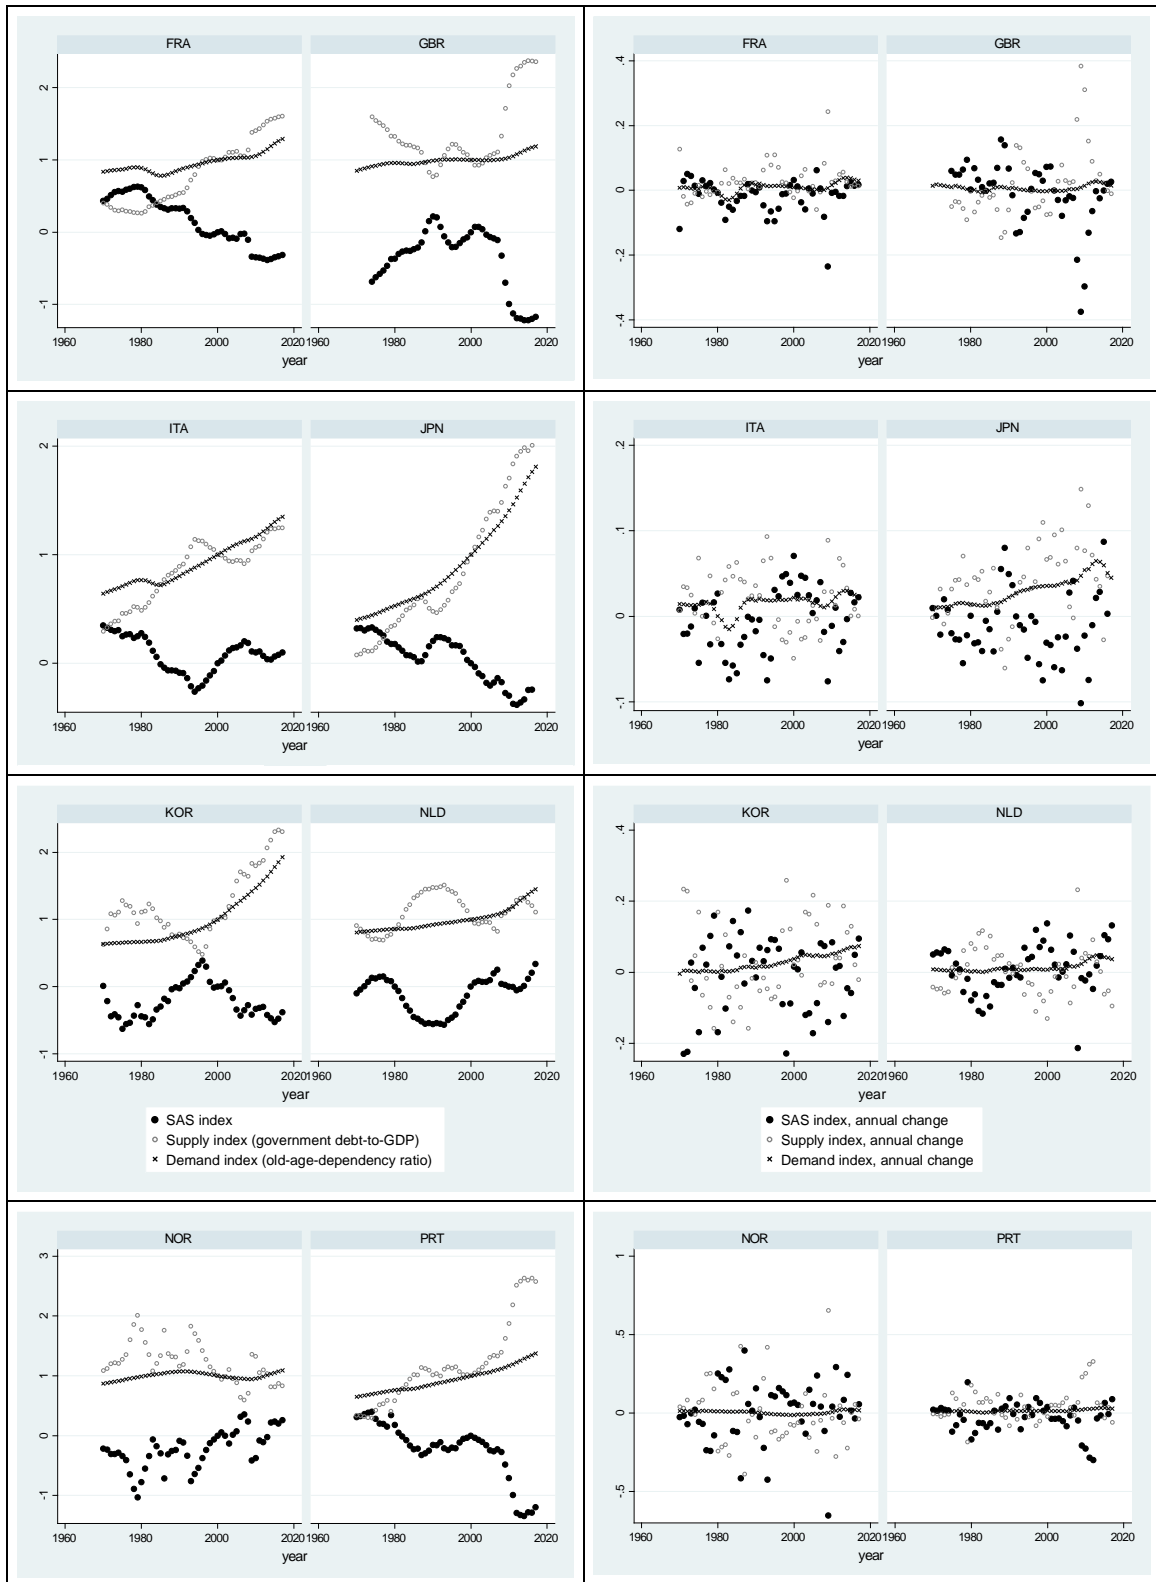 FRA GBR
2
1
0
-1
1960 1980 2000 2020 1960 1980 2000 2020
year
FRA GBR
.4
.2
0
-.2
-.4
1960 1980 2000 2020 1960 1980 2000 2020
year
ITA JPN
2
1
0
1960 1980 2000 2020 1960 1980 2000 2020
year
ITA JPN
.2
.1
0
-.1
1960 1980 2000 2020 1960 1980 2000 2020
year
KOR NLD
2
1
0
-1
1960 1980 2000 2020 1960 1980 2000 2020
year
SAS index
Supply index (government debt-to-GDP)
Demand index (old-age-dependency ratio)
KOR NLD
.4
.2
0
-.2
1960 1980 2000 2020 1960 1980 2000 2020
year
SAS index, annual change
Supply index, annual change
Demand index, annual change
NOR PRT
3
2
1
0
-1
1960 1980 2000 2020 1960 1980 2000 2020
year
NOR PRT
1
.5
0
-.5
1960 1980 2000 2020 1960 1980 2000 2020
year